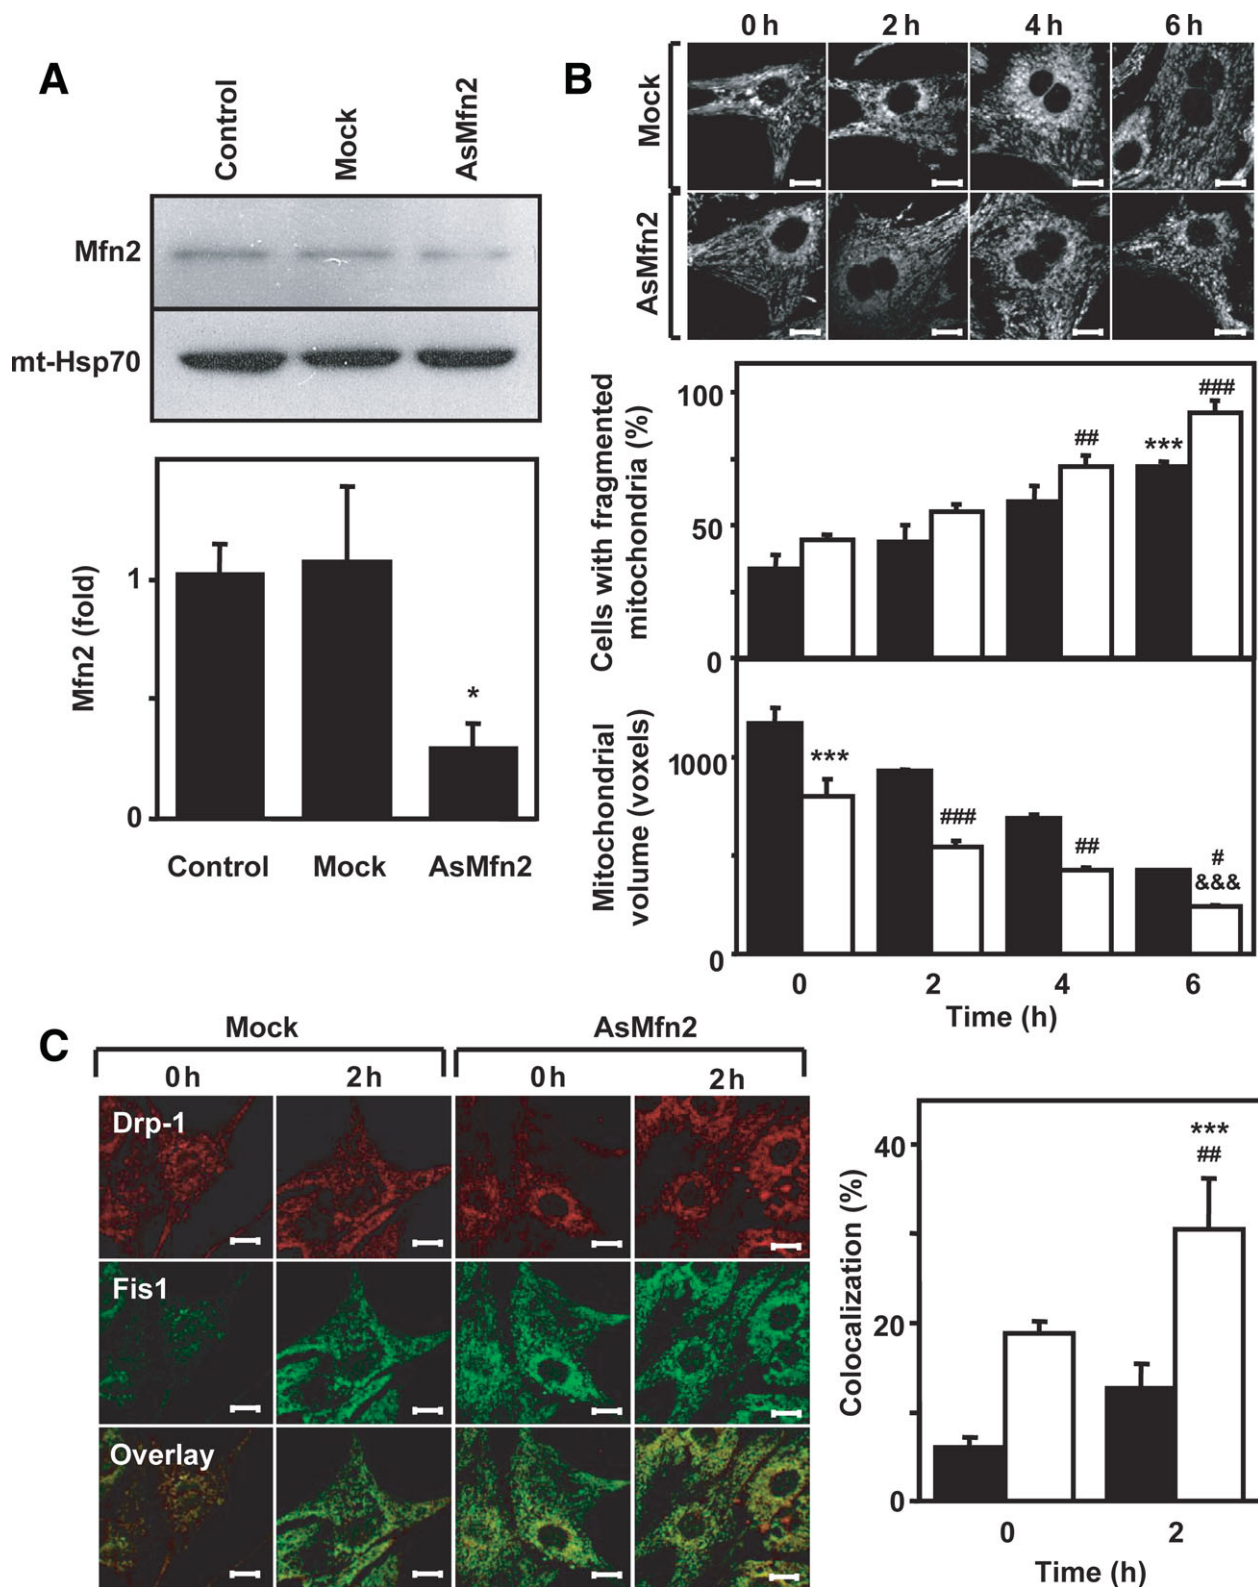 A
Control
Mock
AsMfn2
Mfn2
mt-Hsp70
Mfn2 (fold)
1
0
*
Control
Mock
AsMfn2
B
0 h
2 h
4 h
6 h
Mock
AsMfn2
Cells with fragmented
mitochondria (%)
100
50
0
##
***
###
Mitochondrial
volume (voxels)
1000
0
***
###
##
#
&&&
0
2
4
6
Time (h)
C
Mock
AsMfn2
0 h
2 h
0 h
2 h
Drp-1
Fis1
Overlay
Colocalization (%)
40
20
0
***
##
0
2
Time (h)